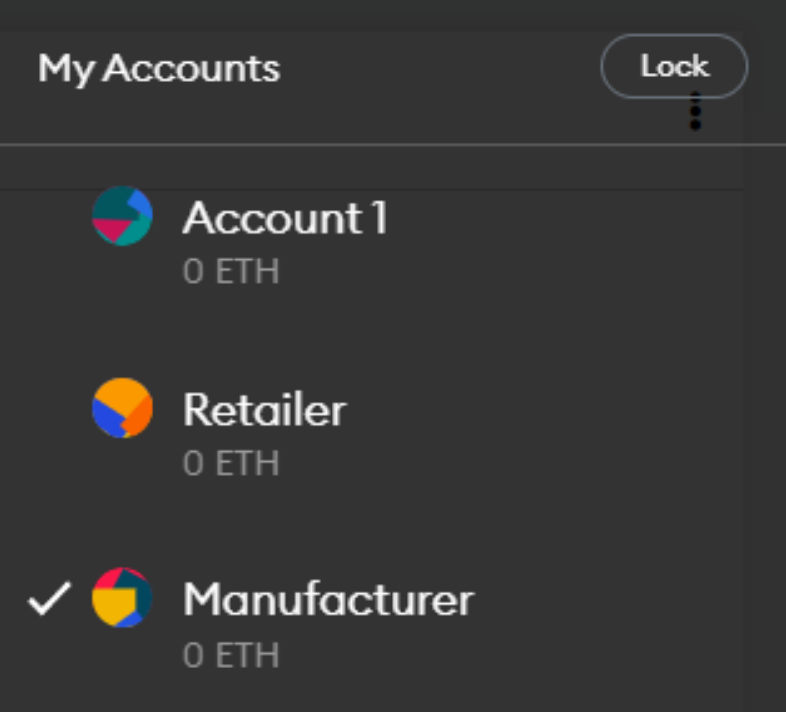 My Accounts
Lock
Account 1
0 ETH
Retailer
0 ETH
Manufacturer
0 ETH